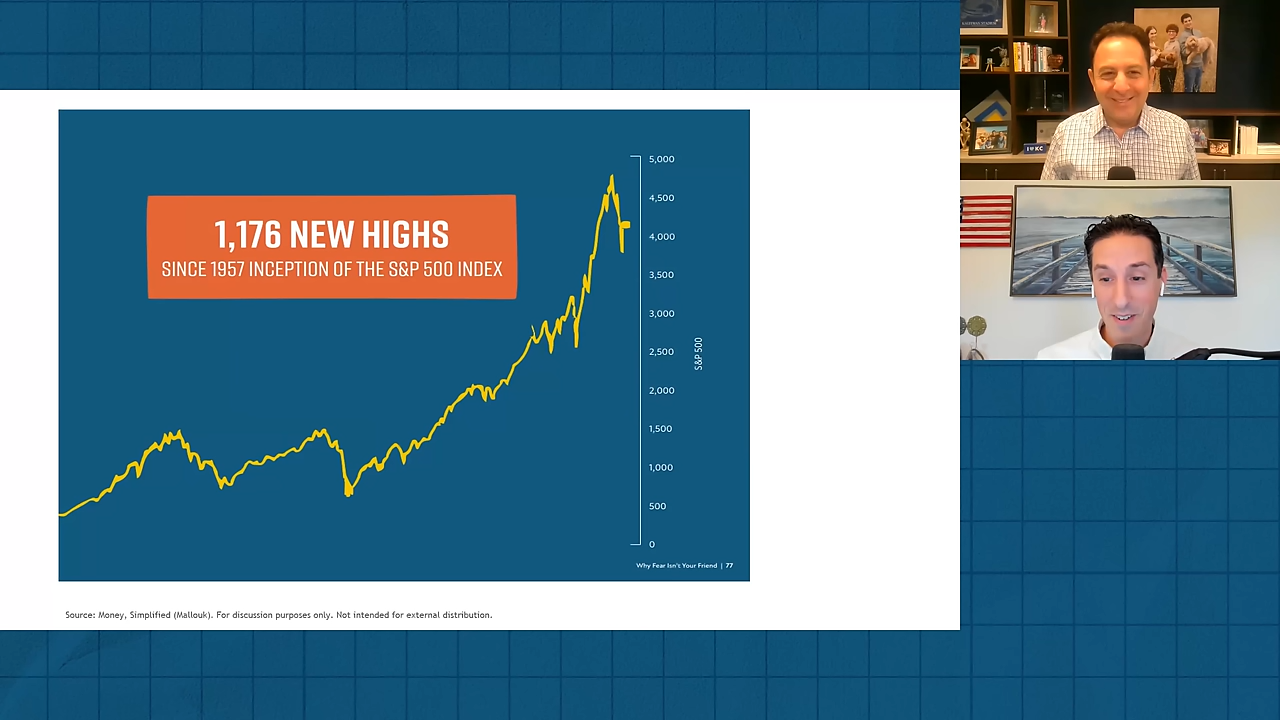 1,176 NEW HIGHS
SINCE 1957 INCEPTION OF THE S&P 500 INDEX
5,000
4,500
4,000
3,500
3,000
2,500
2,000
1,500
1,000
500
0
S&P 500
Why Fear Isn't Your Friend | 77
Source: Money, Simplified (Mallouk). For discussion purposes only. Not intended for external distribution.
I ♥ KC